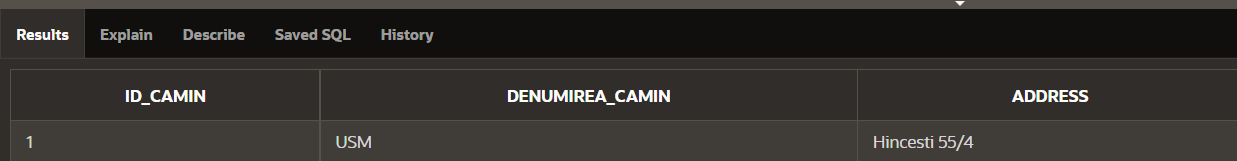 Results Explain Describe Saved SQL History
ID_CAMIN DENUMIREA_CAMIN ADDRESS
1 USM Hincesti 55/4